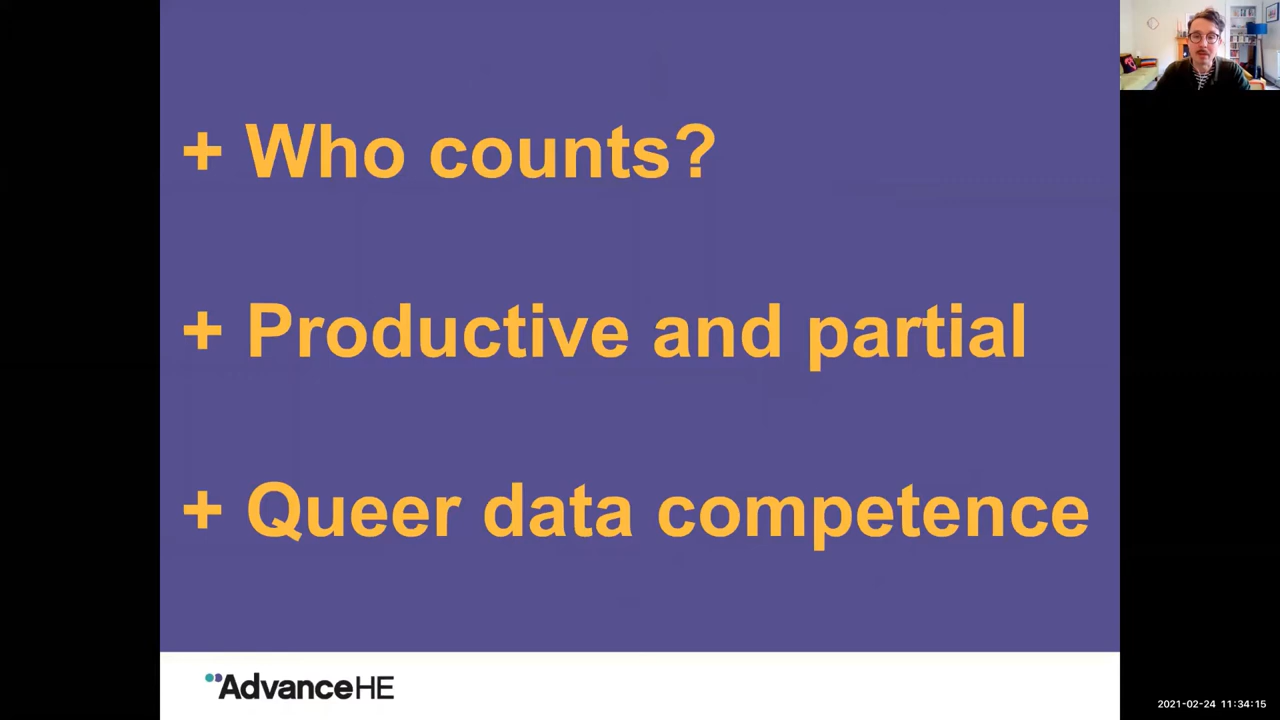 + Who counts?
+ Productive and partial
+ Queer data competence
AdvanceHE
2021-02-24 11:34:15